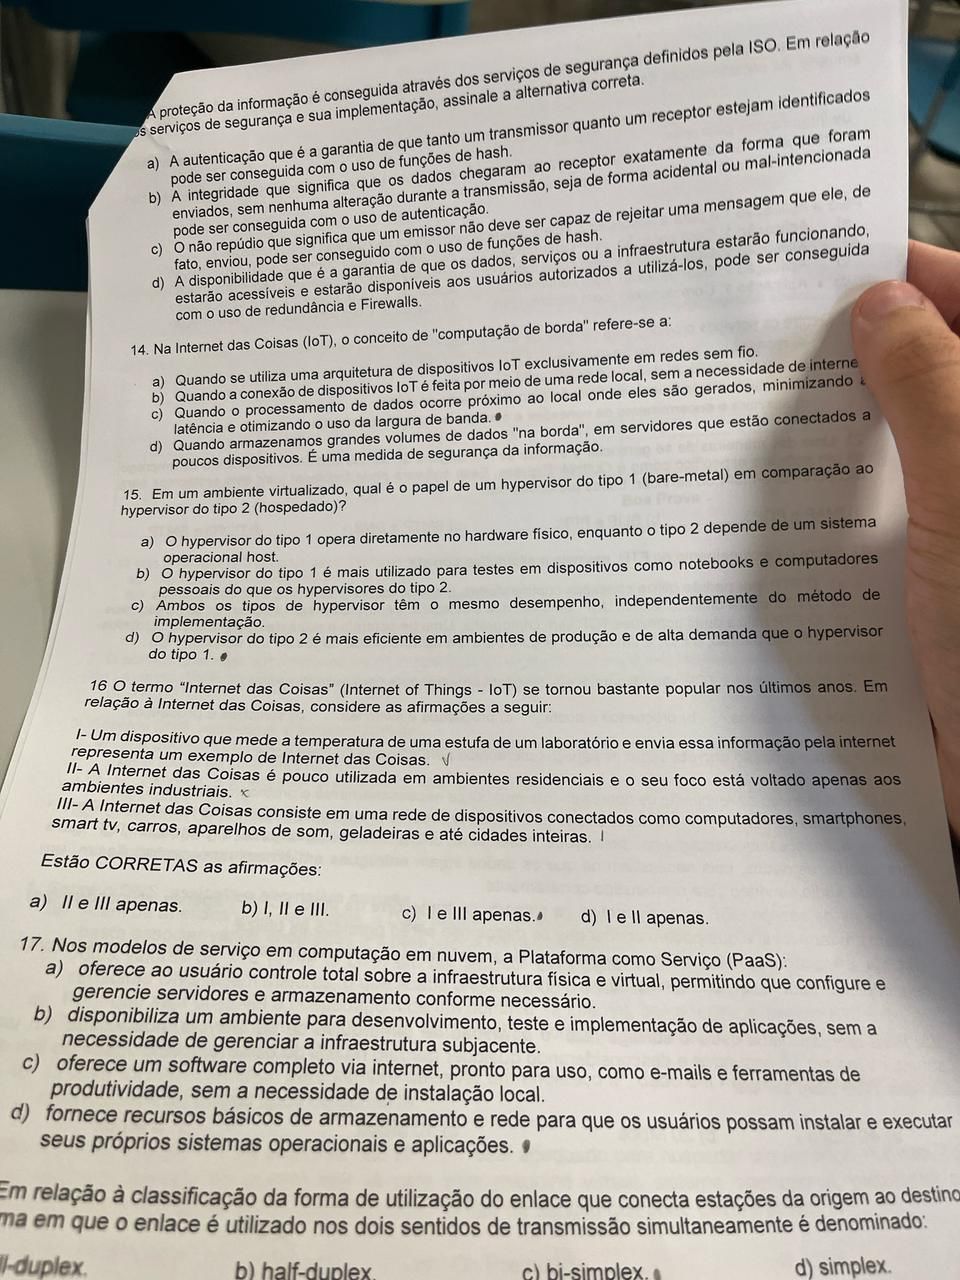 A proteção da informação é conseguida através dos serviços de segurança definidos pela ISO. Em relação
serviços de segurança e sua implementação, assinale a alternativa correta.
a) A autenticação que é a garantia de que tanto um transmissor quanto um receptor estejam identificados
pode ser conseguida com o uso de funções de hash.
b) A integridade que significa que os dados chegaram ao receptor exatamente da forma que foram
enviados, sem nenhuma alteração durante a transmissão, seja de forma acidental ou mal-intencionada
pode ser conseguida com o uso de autenticação.
c) O não repúdio que significa que um emissor não deve ser capaz de rejeitar uma mensagem que ele, de
fato, enviou, pode ser conseguido com o uso de funções de hash.
d) A disponibilidade que é a garantia de que os dados, serviços ou a infraestrutura estarão funcionando,
estarão acessíveis e estarão disponíveis aos usuários autorizados a utilizá-los, pode ser conseguida
com o uso de redundância e Firewalls.
14. Na Internet das Coisas (IoT), o conceito de "computação de borda" refere-se a:
a) Quando se utiliza uma arquitetura de dispositivos IoT exclusivamente em redes sem fio.
b) Quando a conexão de dispositivos IoT é feita por meio de uma rede local, sem a necessidade de interne
c) Quando o processamento de dados ocorre próximo ao local onde eles são gerados, minimizando
latência e otimizando o uso da largura de banda.
d) Quando armazenamos grandes volumes de dados "na borda", em servidores que estão conectados a
poucos dispositivos. É uma medida de segurança da informação.
15. Em um ambiente virtualizado, qual é o papel de um hypervisor do tipo 1 (bare-metal) em comparação ao
hypervisor do tipo 2 (hospedado)?
a) O hypervisor do tipo 1 opera diretamente no hardware físico, enquanto o tipo 2 depende de um sistema
operacional host.
b) O hypervisor do tipo 1 é mais utilizado para testes em dispositivos como notebooks e computadores
pessoais do que os hypervisores do tipo 2.
c) Ambos os tipos de hypervisor têm o mesmo desempenho, independentemente do método de
implementação.
d) O hypervisor do tipo 2 é mais eficiente em ambientes de produção e de alta demanda que o hypervisor
do tipo 1.
16 O termo “Internet das Coisas” (Internet of Things - IoT) se tornou bastante popular nos últimos anos. Em
relação à Internet das Coisas, considere as afirmações a seguir:
I- Um dispositivo que mede a temperatura de uma estufa de um laboratório e envia essa informação pela internet
representa um exemplo de Internet das Coisas.
II- A Internet das Coisas é pouco utilizada em ambientes residenciais e o seu foco está voltado apenas aos
ambientes industriais.
III- A Internet das Coisas consiste em uma rede de dispositivos conectados como computadores, smartphones,
smart tv, carros, aparelhos de som, geladeiras e até cidades inteiras.
Estão CORRETAS as afirmações:
a) II e III apenas. b) I, II e III. c) I e III apenas. d) I e II apenas.
17. Nos modelos de serviço em computação em nuvem, a Plataforma como Serviço (PaaS):
a) oferece ao usuário controle total sobre a infraestrutura física e virtual, permitindo que configure e
gerencie servidores e armazenamento conforme necessário.
b) disponibiliza um ambiente para desenvolvimento, teste e implementação de aplicações, sem a
necessidade de gerenciar a infraestrutura subjacente.
c) oferece um software completo via internet, pronto para uso, como e-mails e ferramentas de
produtividade, sem a necessidade de instalação local.
d) fornece recursos básicos de armazenamento e rede para que os usuários possam instalar e executar
seus próprios sistemas operacionais e aplicações.
Em relação à classificação da forma de utilização do enlace que conecta estações da origem ao destino
ma em que o enlace é utilizado nos dois sentidos de transmissão simultaneamente é denominado:
ll-duplex. b) half-duplex. c) bi-simplex. d) simplex.